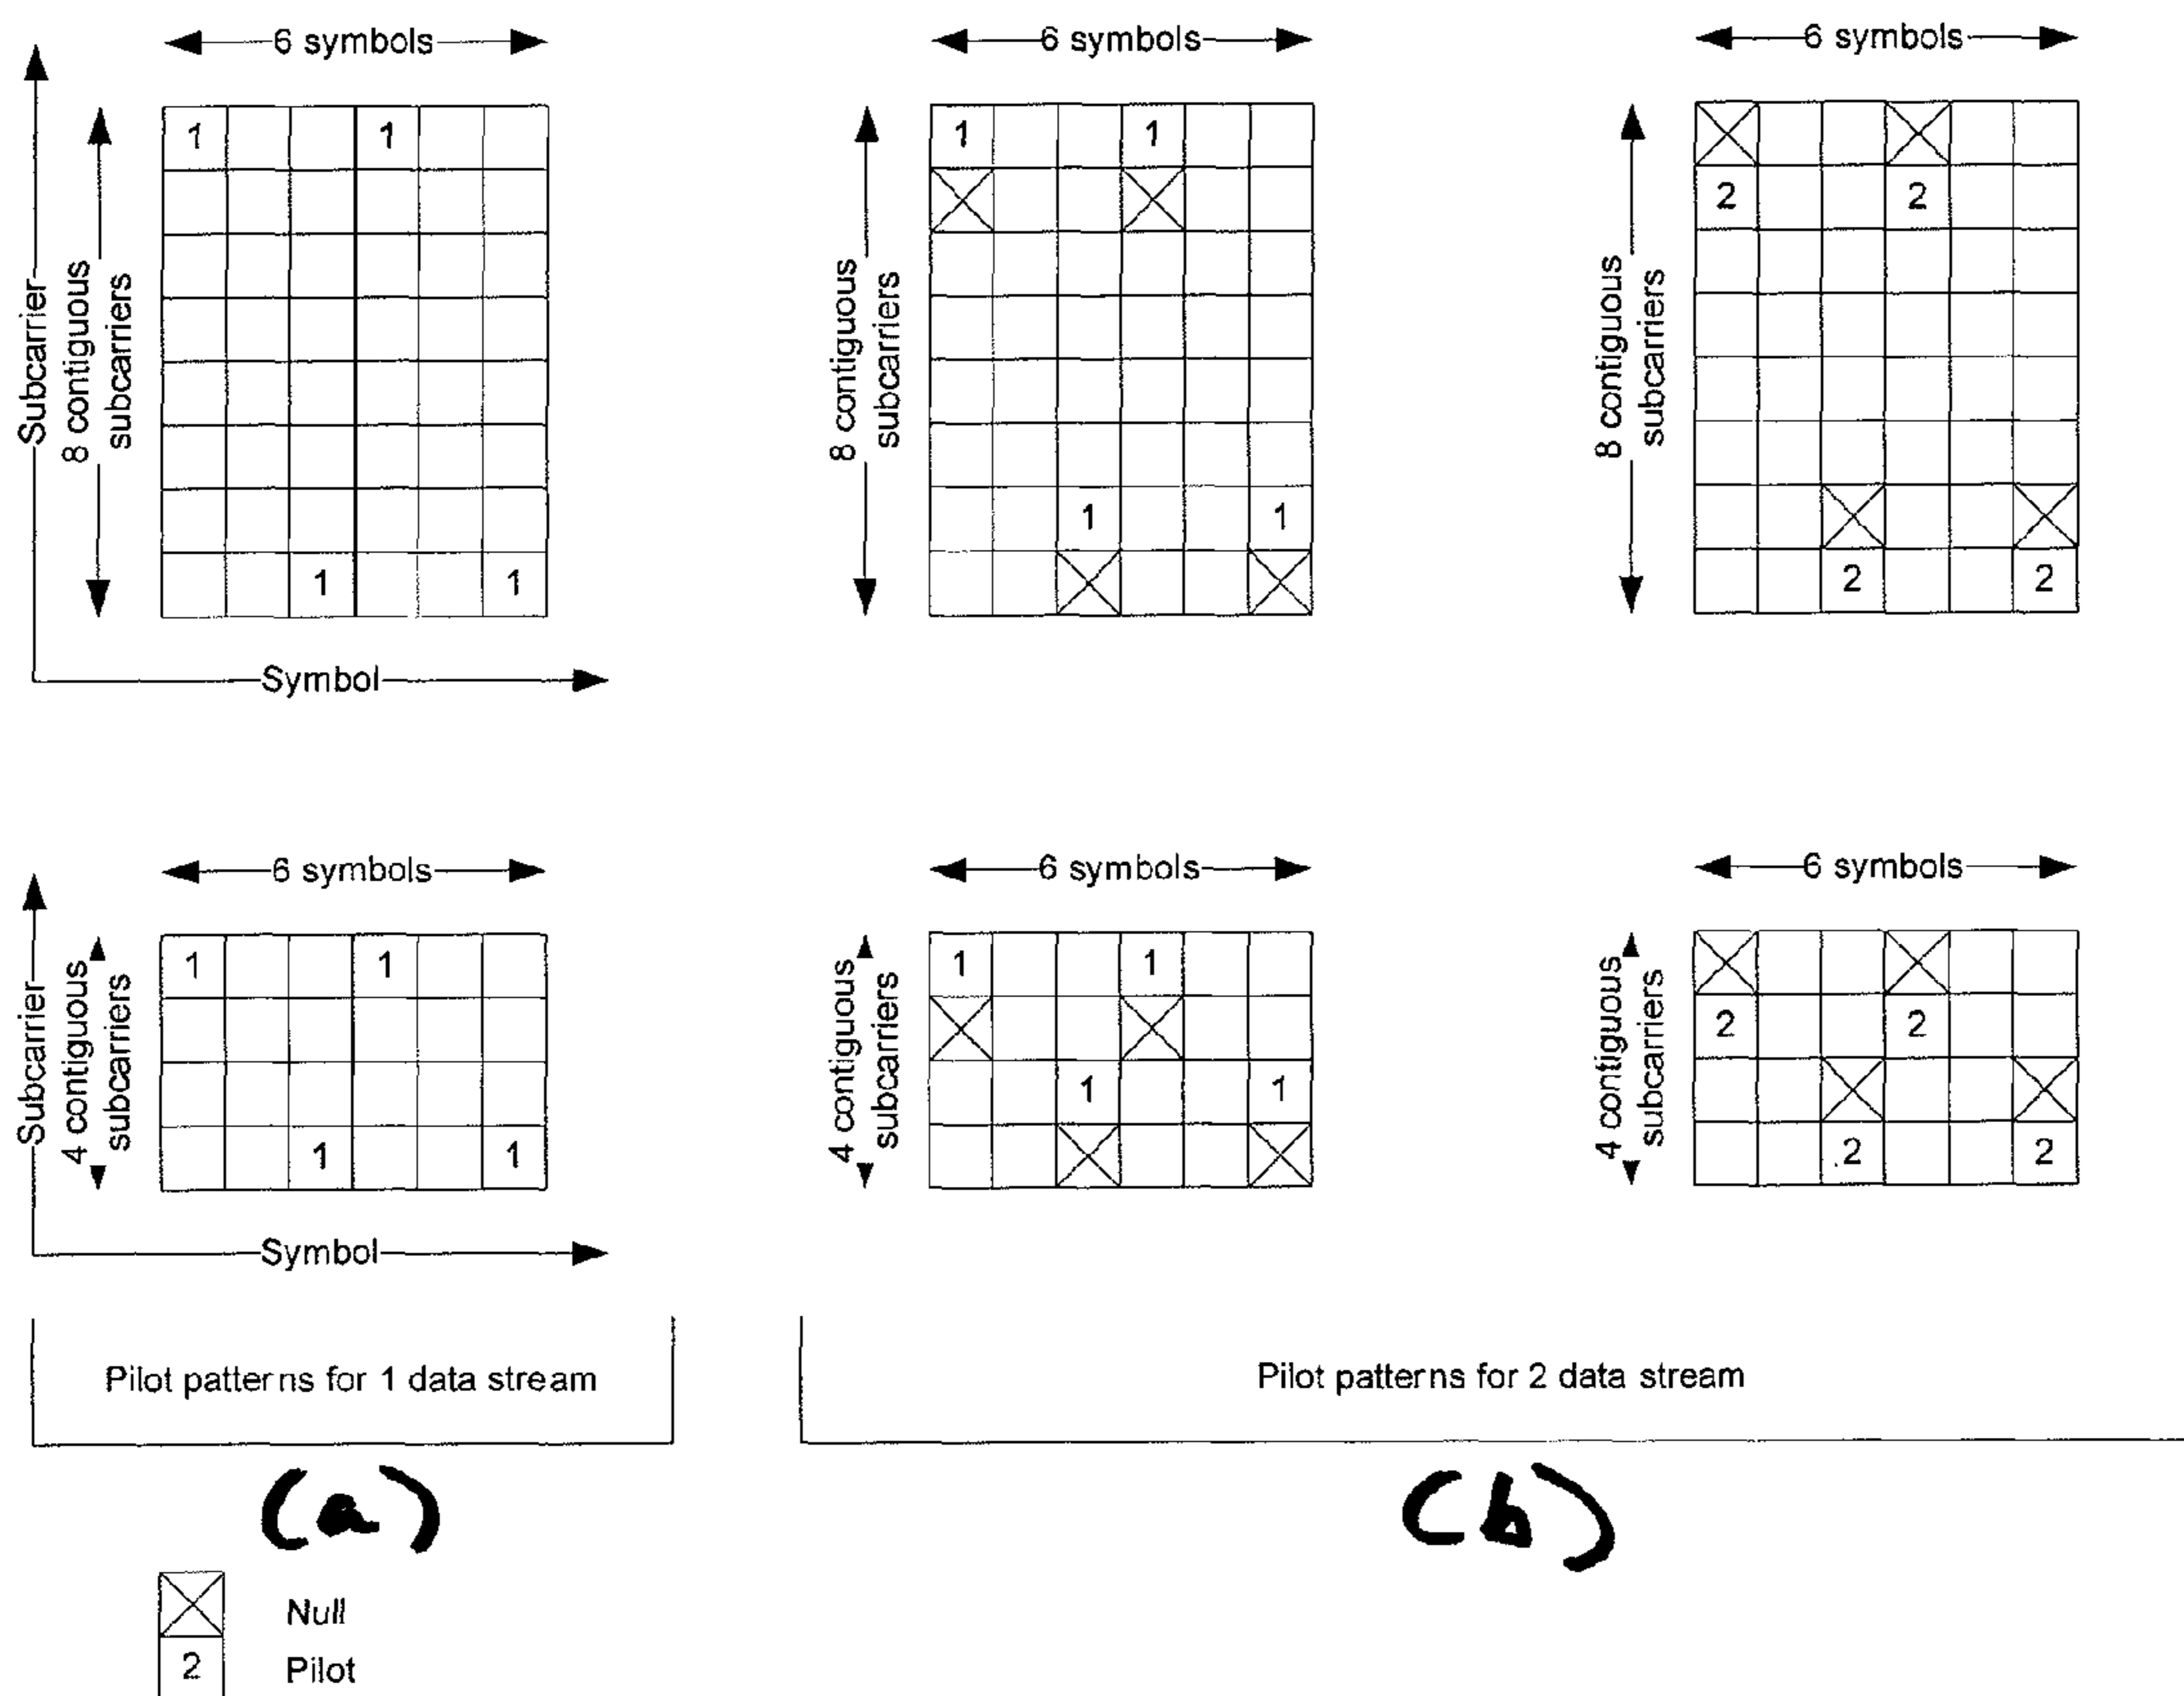 6 symbols
6 symbols
6 symbols
Subcarrier
8 contiguous
subcarriers
1 1
1 1
Symbol
8 contiguous
subcarriers
1 1
1 1
8 contiguous
subcarriers
2 2
2 2
6 symbols
6 symbols
6 symbols
Subcarrier
4 contiguous
subcarriers
1 1
1 1
Symbol
4 contiguous
subcarriers
1 1
1 1
4 contiguous
subcarriers
2 2
2 2
Pilot patterns for 1 data stream
Pilot patterns for 2 data stream
(a)
(b)
Null
2 Pilot